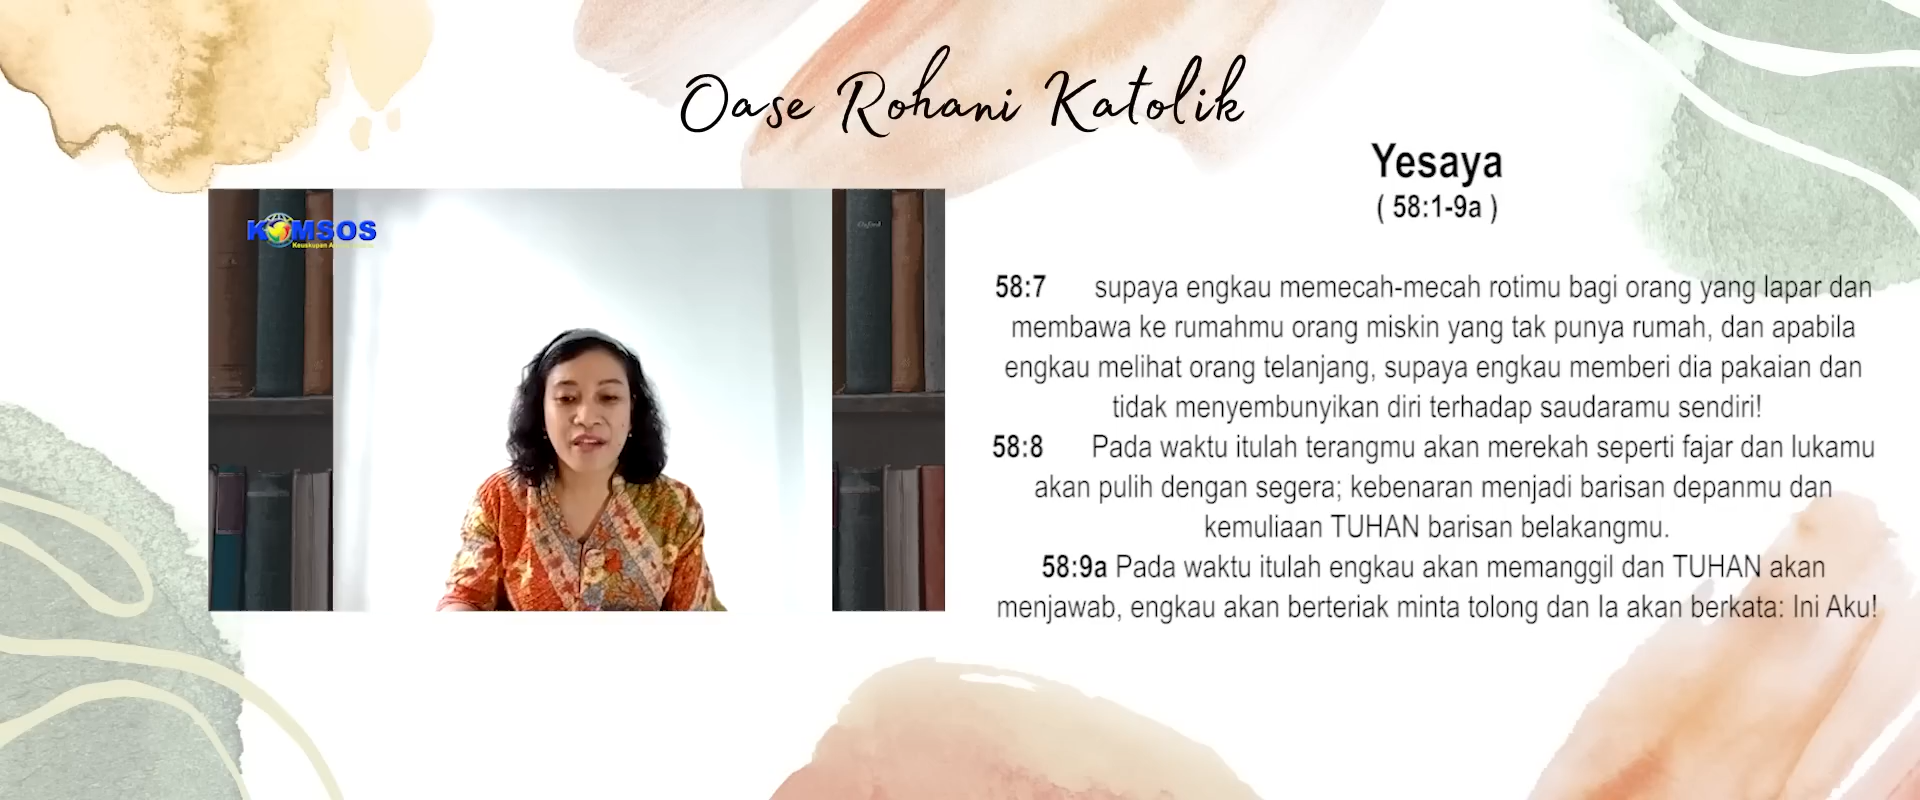 Oase Rohani Katolik
KOMSOS
Keuskupan
Yesaya
( 58:1-9a )
58:7 supaya engkau memecah-mecah rotimu bagi orang yang lapar dan
membawa ke rumahmu orang miskin yang tak punya rumah, dan apabila
engkau melihat orang telanjang, supaya engkau memberi dia pakaian dan
tidak menyembunyikan diri terhadap saudaramu sendiri!
58:8 Pada waktu itulah terangmu akan merekah seperti fajar dan lukamu
akan pulih dengan segera; kebenaran menjadi barisan depanmu dan
kemuliaan TUHAN barisan belakangmu.
58:9a Pada waktu itulah engkau akan memanggil dan TUHAN akan
menjawab, engkau akan berteriak minta tolong dan Ia akan berkata: Ini Aku!